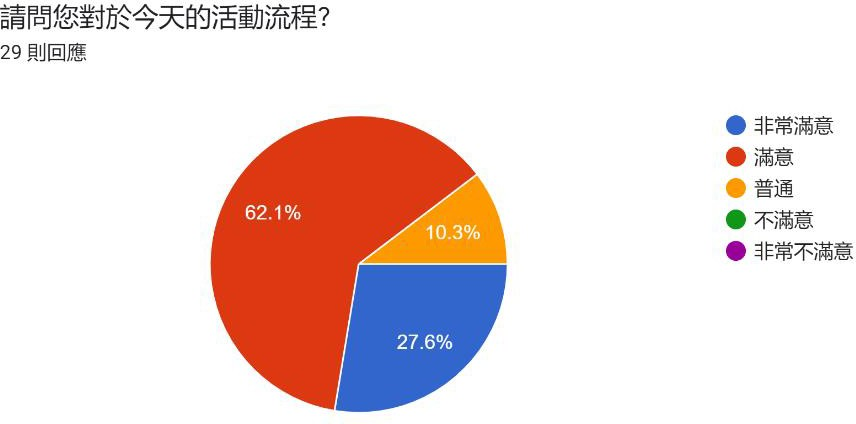 請問您對於今天的活動流程?
29 則回應
非常滿意
滿意
普通
不滿意
非常不滿意
62.1%
10.3%
27.6%